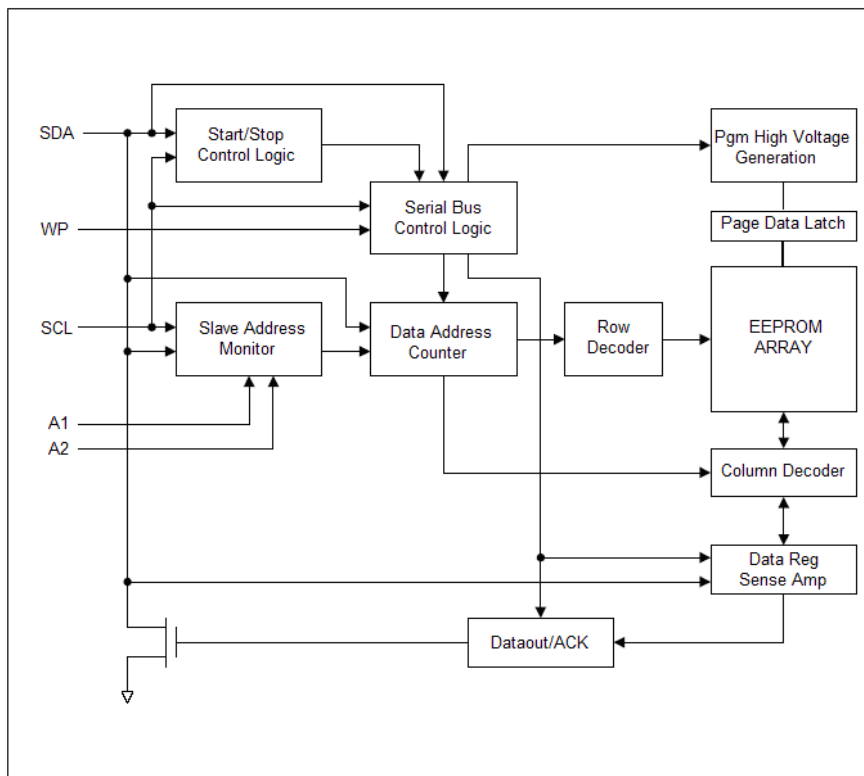 SDA
Start/Stop
Control Logic
Pgm High Voltage
Generation
Serial Bus
Control Logic
WP
Page Data Latch
SCL
Slave Address
Monitor
Data Address
Counter
Row
Decoder
EEPROM
ARRAY
A1
A2
Column Decoder
Data Reg
Sense Amp
Dataout/ACK